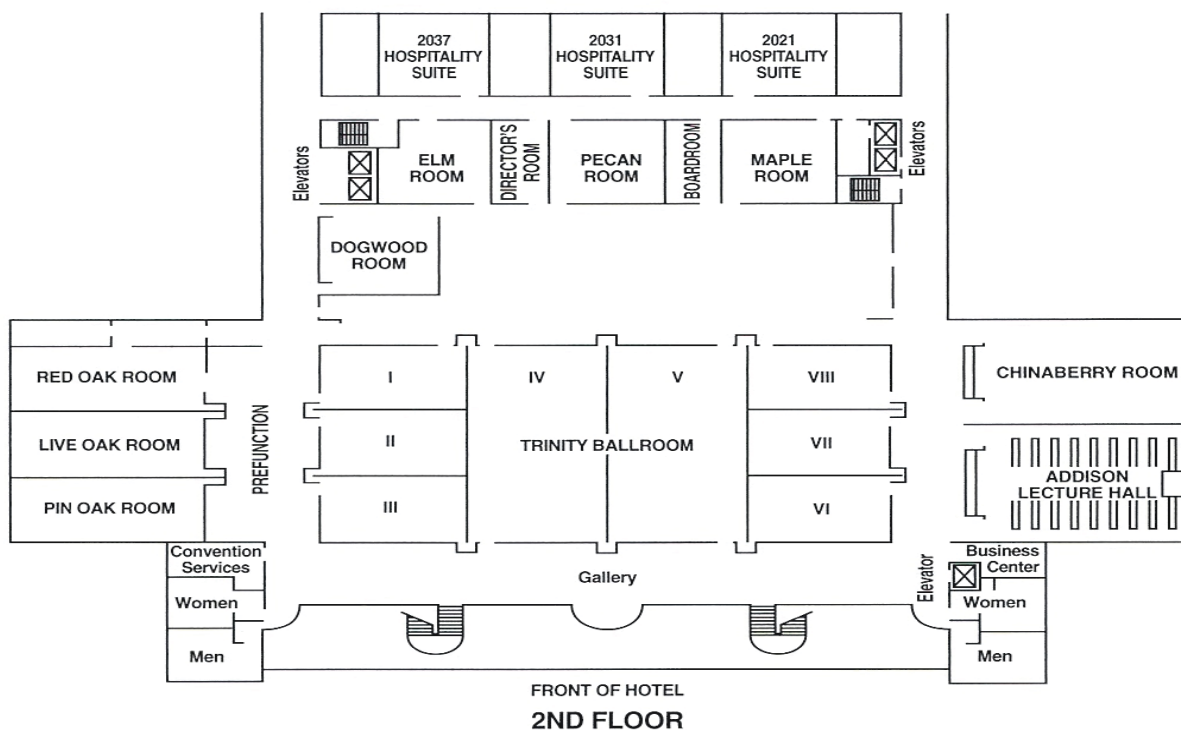 2037
HOSPITALITY
SUITE
2031
HOSPITALITY
SUITE
2021
HOSPITALITY
SUITE
Elevators
ELM
ROOM
DIRECTOR'S
ROOM
PECAN
ROOM
BOARDROOM
MAPLE
ROOM
Elevators
DOGWOOD
ROOM
RED OAK ROOM
LIVE OAK ROOM
PIN OAK ROOM
PREFUNCTION
I
II
III
IV
V
TRINITY BALLROOM
VIII
VII
VI
CHINABERRY ROOM
ADDISON
LECTURE HALL
Convention
Services
Women
Men
Gallery
Elevator
Business
Center
Women
Men
FRONT OF HOTEL
2ND FLOOR